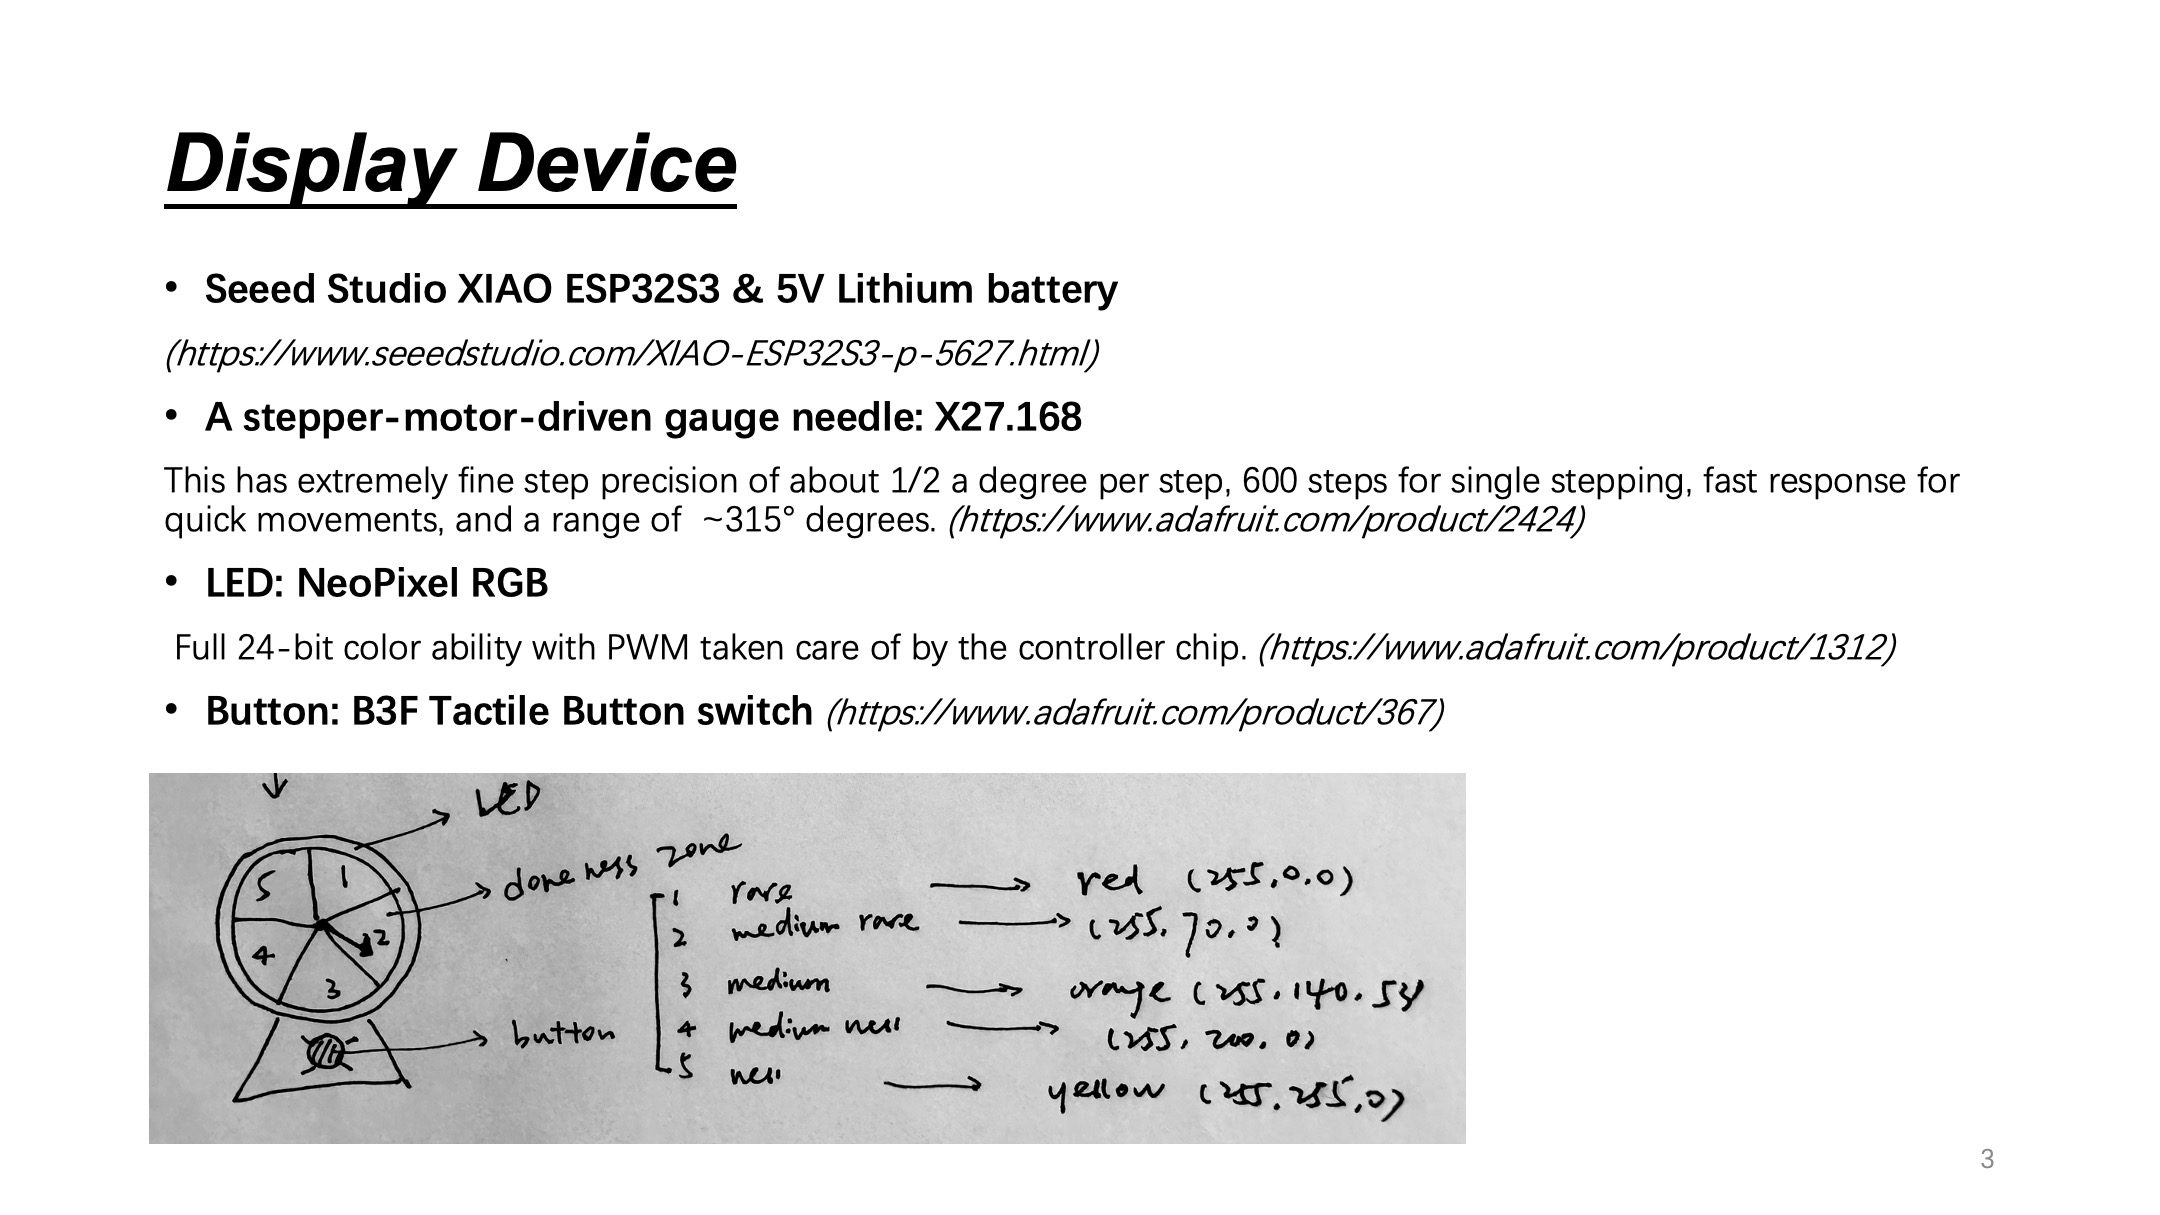 Display Device
• Seeed Studio XIAO ESP32S3 & 5V Lithium battery
(https://www.seeedstudio.com/XIAO-ESP32S3-p-5627.html)
• A stepper-motor-driven gauge needle: X27.168
This has extremely fine step precision of about 1/2 a degree per step, 600 steps for single stepping, fast response for
quick movements, and a range of ~315° degrees. (https://www.adafruit.com/product/2424)
• LED: NeoPixel RGB
Full 24-bit color ability with PWM taken care of by the controller chip. (https://www.adafruit.com/product/1312)
• Button: B3F Tactile Button switch (https://www.adafruit.com/product/367)
LED
doneness zone
5 1
4 2
3
button
1 rare → red (255,0,0)
2 medium rare → (255,70,0)
3 medium → orange (255,140,53)
4 medium well → (255,200,0)
5 well → yellow (255,255,0)
3